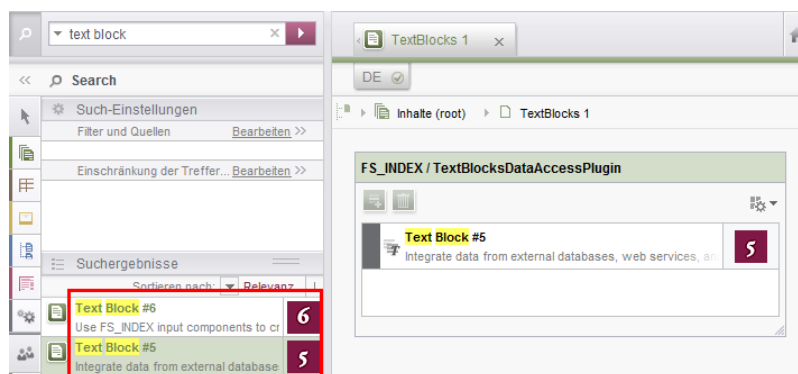 text block
Search
Such-Einstellungen
Filter und Quellen Bearbeiten >>
Einschränkung der Treffer... Bearbeiten >>
Suchergebnisse
Sortieren nach: Relevanz
Text Block #6
Use FS_INDEX input components to cr
6
Text Block #5
Integrate data from external database
5
TextBlocks 1
DE
Inhalte (root) TextBlocks 1
FS_INDEX / TextBlocksDataAccessPlugin
Text Block #5
Integrate data from external databases, web services, an
5